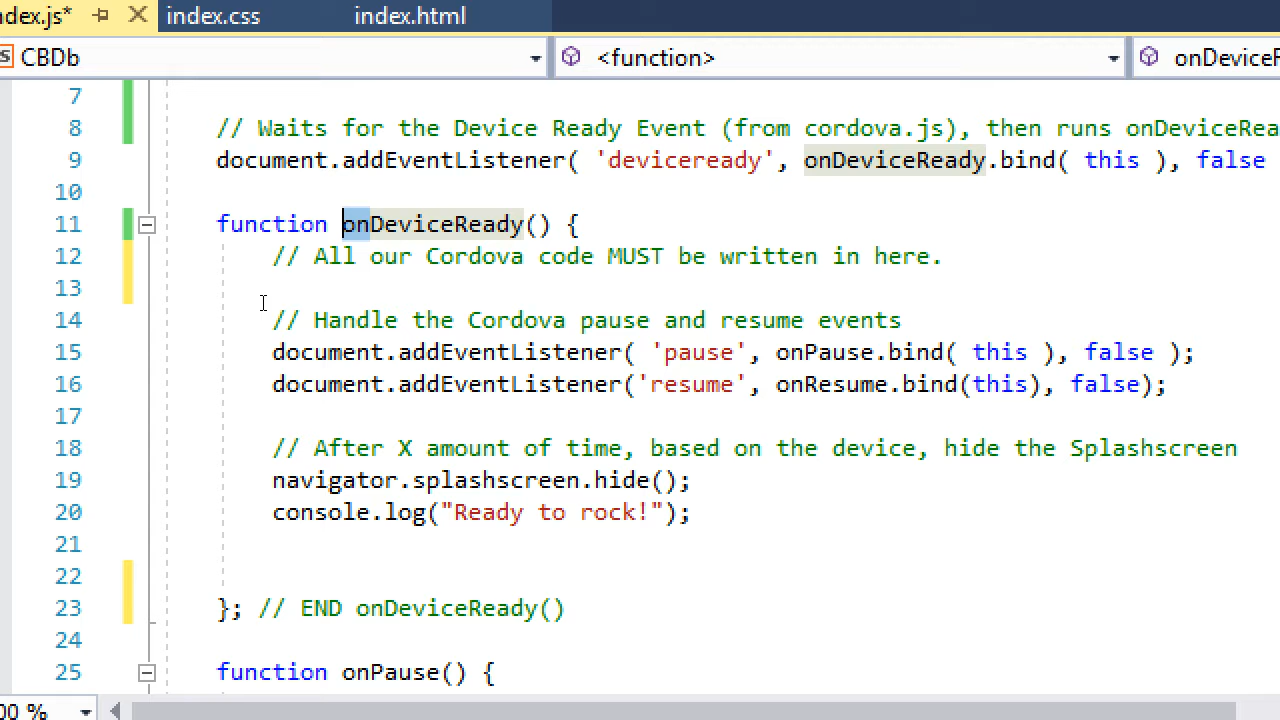 ndex.js* index.css index.html
CBDb <function> onDeviceR
7
8 // Waits for the Device Ready Event (from cordova.js), then runs onDeviceRea
9 document.addEventListener( 'deviceready', onDeviceReady.bind( this ), false
10
11 function onDeviceReady() {
12 // All our Cordova code MUST be written in here.
13
14 // Handle the Cordova pause and resume events
15 document.addEventListener( 'pause', onPause.bind( this ), false );
16 document.addEventListener('resume', onResume.bind(this), false);
17
18 // After X amount of time, based on the device, hide the Splashscreen
19 navigator.splashscreen.hide();
20 console.log("Ready to rock!");
21
22
23 }; // END onDeviceReady()
24
25 function onPause() {
00 %